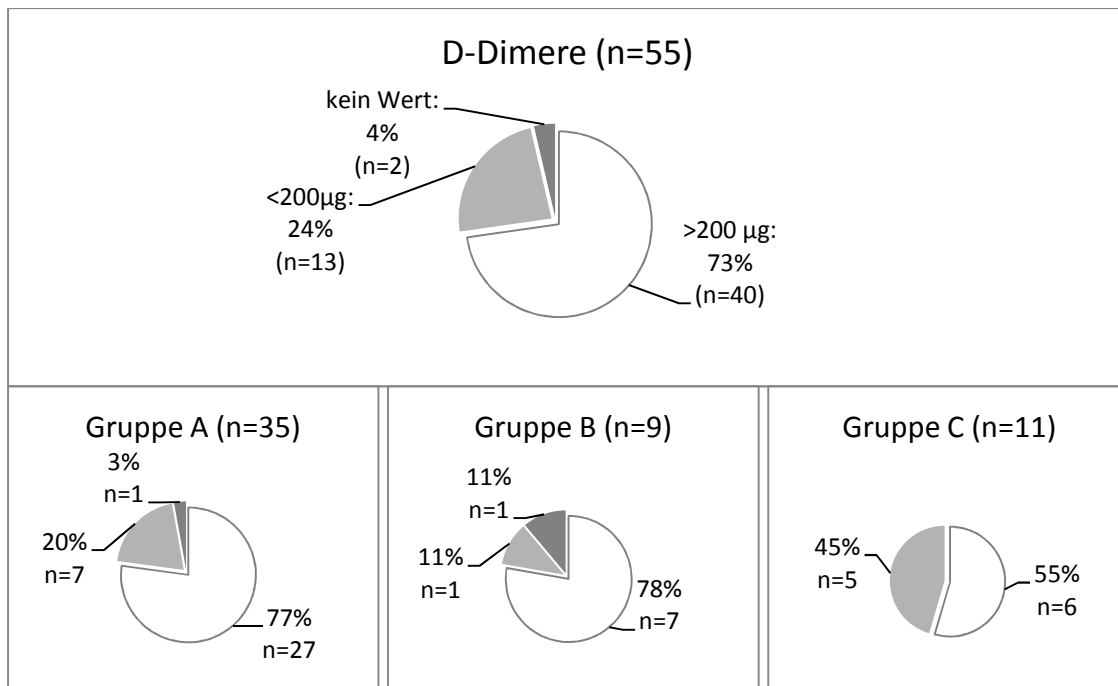 D-Dimere (n=55)
kein Wert:
4%
(n=2)
<200µg:
24%
(n=13)
>200 µg:
73%
(n=40)
Gruppe A (n=35)
3%
n=1
20%
n=7
77%
n=27
Gruppe B (n=9)
11%
n=1
11%
n=1
78%
n=7
Gruppe C (n=11)
45%
n=5
55%
n=6